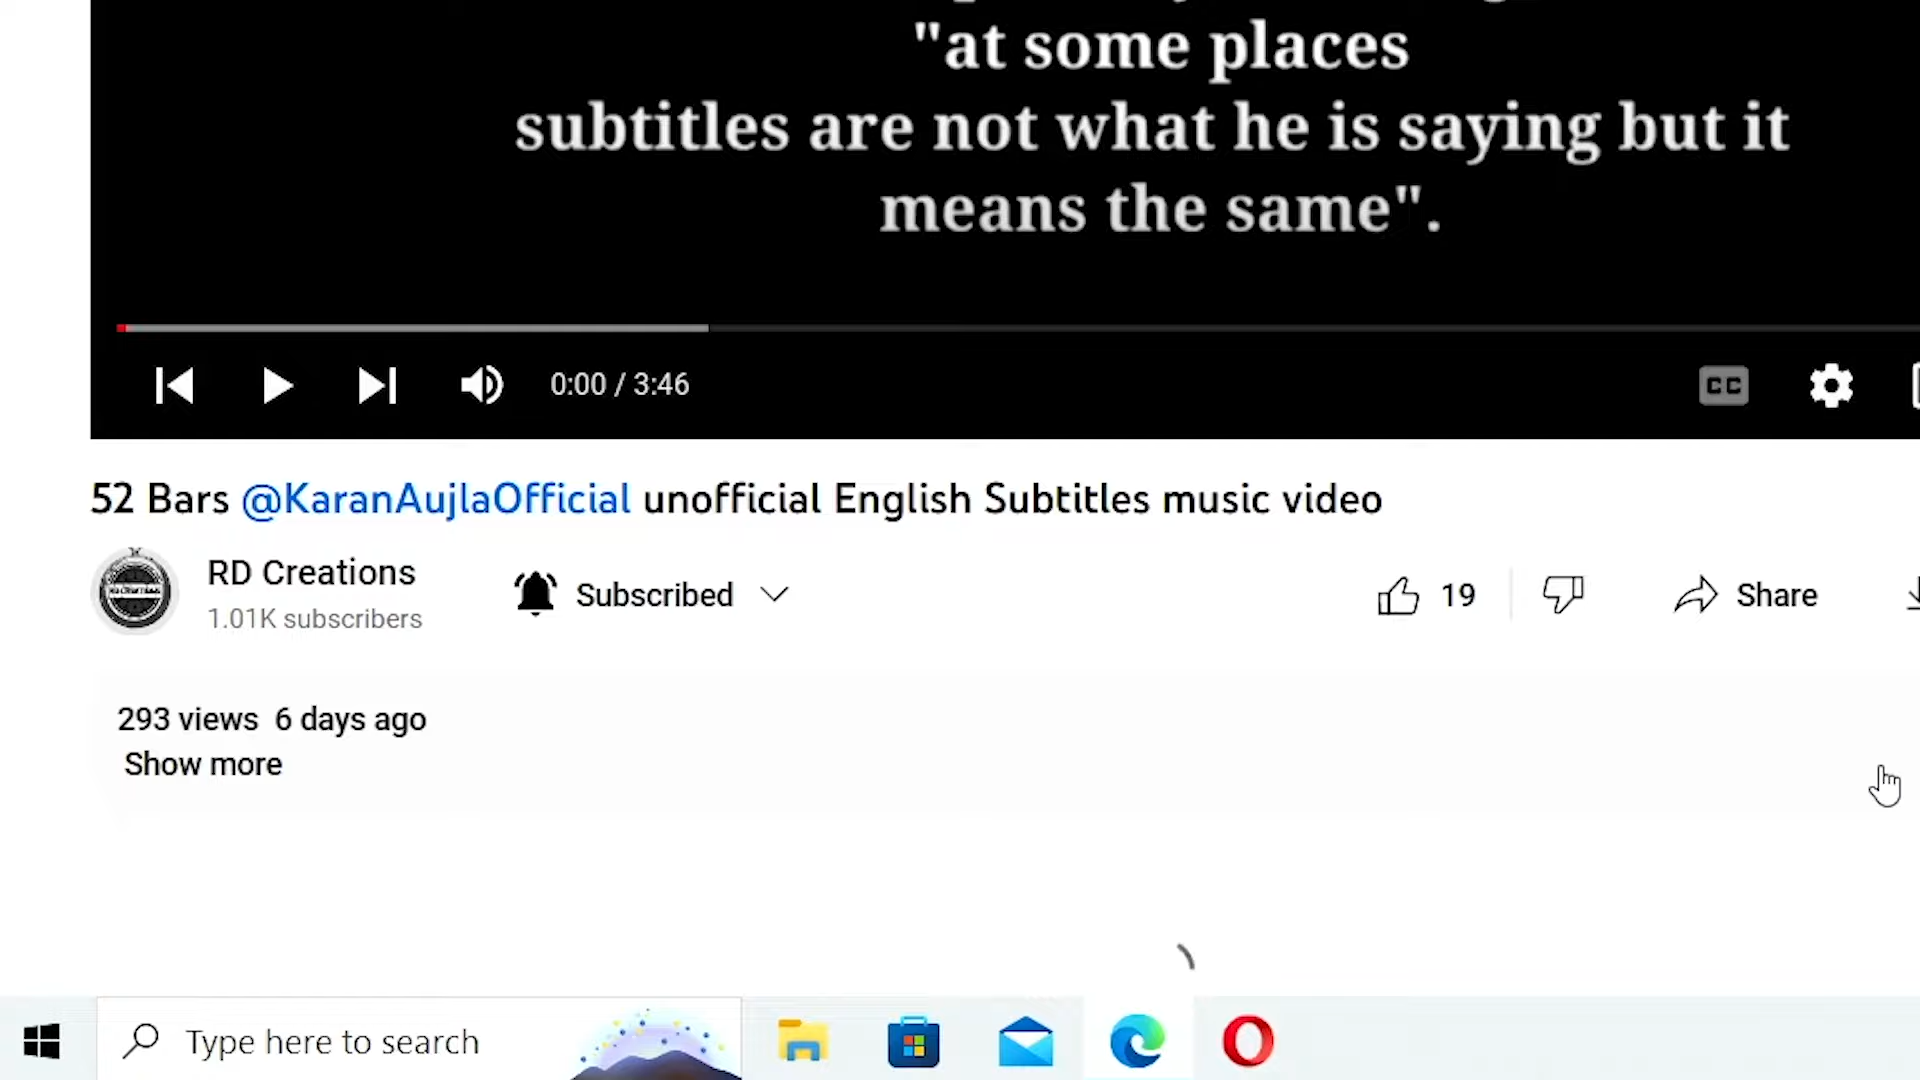 "at some places
subtitles are not what he is saying but it
means the same".
0:00 / 3:46
CC
52 Bars @KaranAujlaOfficial unofficial English Subtitles music video
RD Creations
1.01K subscribers
Subscribed
19
Share
293 views 6 days ago
Show more
Type here to search